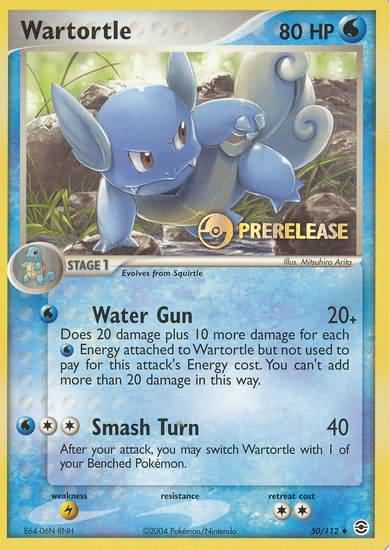 Wartortle 80 HP
PRERELEASE
Illus. Mitsuhiro Arita
STAGE 1
Evolves from Squirtle
Water Gun 20+
Does 20 damage plus 10 more damage for each
Energy attached to Wartortle but not used to
pay for this attack's Energy cost. You can't add
more than 20 damage in this way.
Smash Turn 40
After your attack, you may switch Wartortle with 1 of
your Benched Pokémon.
weakness resistance retreat cost
©2004 Pokémon/Nintendo 50/112